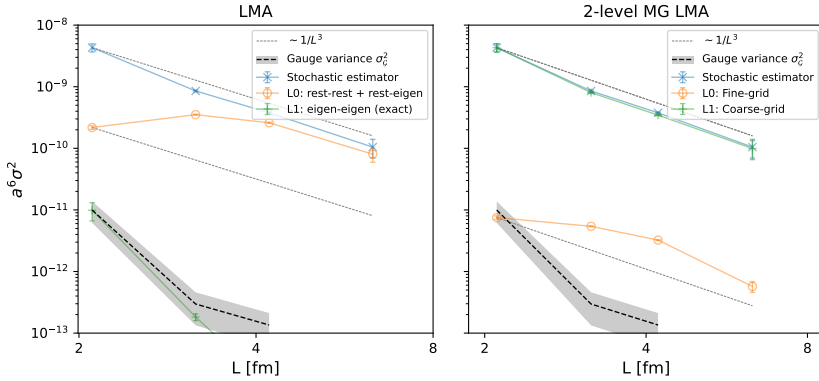 LMA
2-level MG LMA
10⁻⁸
10⁻⁹
10⁻¹⁰
10⁻¹¹
10⁻¹²
10⁻¹³
a⁶σ²
~ 1/L³
Gauge variance σ²_G
Stochastic estimator
L0: rest-rest + rest-eigen
L1: eigen-eigen (exact)
2
4
8
L [fm]
~ 1/L³
Gauge variance σ²_G
Stochastic estimator
L0: Fine-grid
L1: Coarse-grid
2
4
8
L [fm]